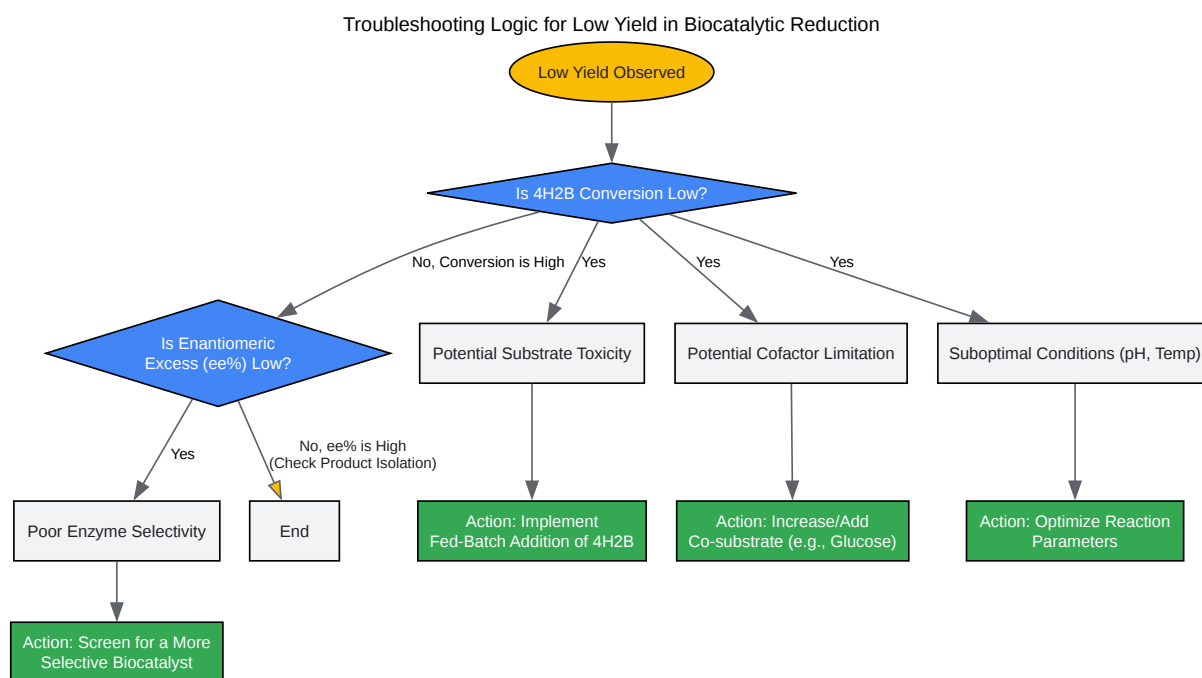 Troubleshooting Logic for Low Yield in Biocatalytic Reduction
Low Yield Observed
Is 4H2B Conversion Low?
No, Conversion is High
Yes
Yes
Yes
Is Enantiomeric
Excess (ee%) Low?
Potential Substrate Toxicity
Potential Cofactor Limitation
Suboptimal Conditions (pH, Temp)
Yes
No, ee% is High
(Check Product Isolation)
Poor Enzyme Selectivity
End
Action: Implement
Fed-Batch Addition of 4H2B
Action: Increase/Add
Co-substrate (e.g., Glucose)
Action: Optimize Reaction
Parameters
Action: Screen for a More
Selective Biocatalyst